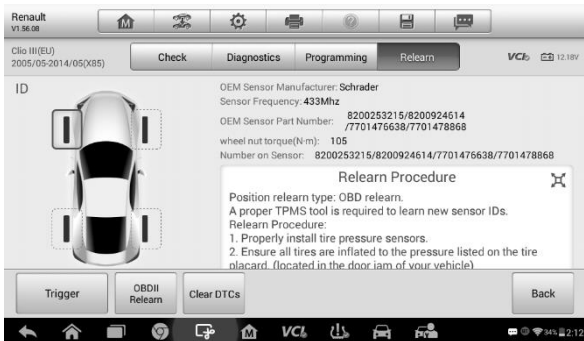 Renault
V1.56.08
Clio III(EU)
2005/05-2014/05(X85)
Check
Diagnostics
Programming
Relearn
VCI
12.18V
ID
OEM Sensor Manufacturer: Schrader
Sensor Frequency: 433Mhz
OEM Sensor Part Number: 8200253215/8200924614
/7701476638/7701478868
wheel nut torque(N·m): 105
Number on Sensor: 8200253215/8200924614/7701476638/7701478868
Relearn Procedure
Position relearn type: OBD relearn.
A proper TPMS tool is required to learn new sensor IDs.
Relearn Procedure:
1. Properly install tire pressure sensors.
2. Ensure all tires are inflated to the pressure listed on the tire
placard. (located in the door jam of your vehicle)
Trigger
OBDII
Relearn
Clear DTCs
Back
VCI
34%
2:12